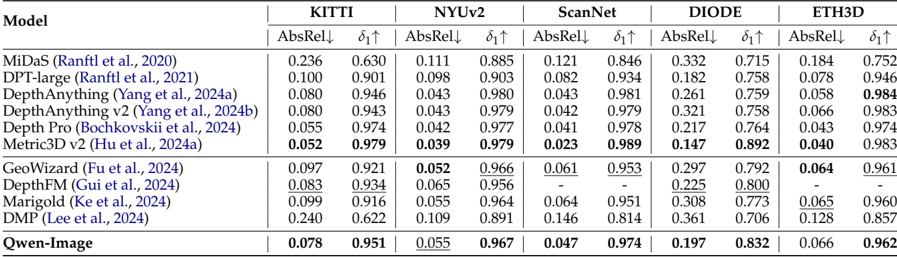 Model KITTI NYUv2 ScanNet DIODE ETH3D
AbsRel↓ δ1↑ AbsRel↓ δ1↑ AbsRel↓ δ1↑ AbsRel↓ δ1↑ AbsRel↓ δ1↑
MiDaS (Ranftl et al., 2020) 0.236 0.630 0.111 0.885 0.121 0.846 0.332 0.715 0.184 0.752
DPT-large (Ranftl et al., 2021) 0.100 0.901 0.098 0.903 0.082 0.934 0.182 0.758 0.078 0.946
DepthAnything (Yang et al., 2024a) 0.080 0.946 0.043 0.980 0.043 0.981 0.261 0.759 0.058 0.984
DepthAnything v2 (Yang et al., 2024b) 0.080 0.943 0.043 0.979 0.042 0.979 0.321 0.758 0.066 0.983
Depth Pro (Bochkovskii et al., 2024) 0.055 0.974 0.042 0.977 0.041 0.978 0.217 0.764 0.043 0.974
Metric3D v2 (Hu et al., 2024a) 0.052 0.979 0.039 0.979 0.023 0.989 0.147 0.892 0.040 0.983
GeoWizard (Fu et al., 2024) 0.097 0.921 0.052 0.966 0.061 0.953 0.297 0.792 0.064 0.961
DepthFM (Gui et al., 2024) 0.083 0.934 0.065 0.956 - - 0.225 0.800 - -
Marigold (Ke et al., 2024) 0.099 0.916 0.055 0.964 0.064 0.951 0.308 0.773 0.065 0.960
DMP (Lee et al., 2024) 0.240 0.622 0.109 0.891 0.146 0.814 0.361 0.706 0.128 0.857
Qwen-Image 0.078 0.951 0.055 0.967 0.047 0.974 0.197 0.832 0.066 0.962